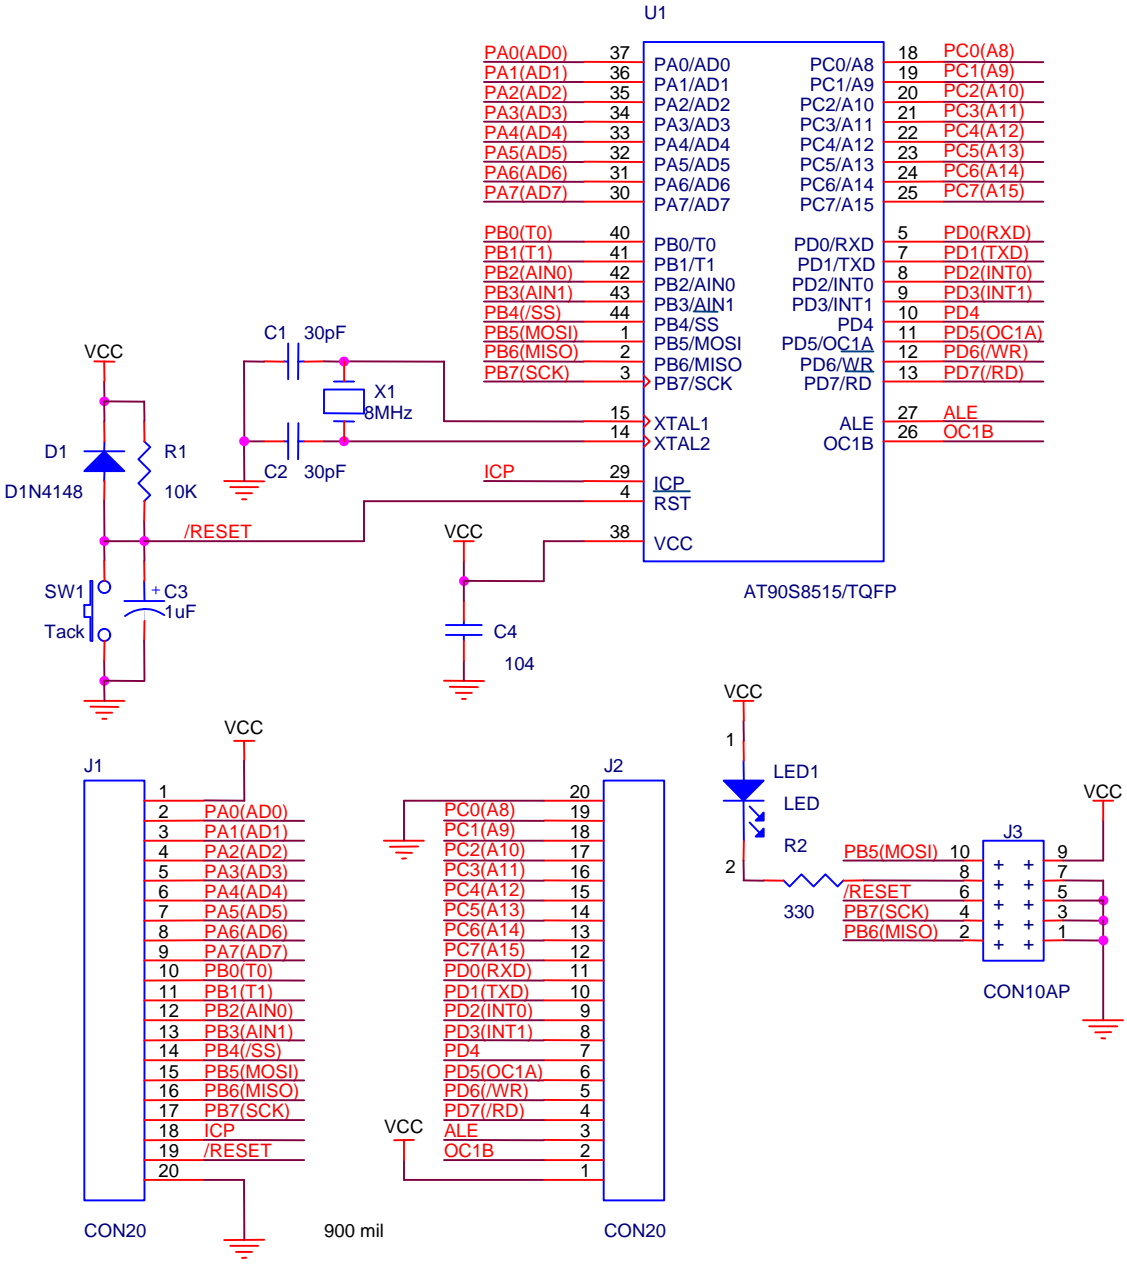 U1
PA0(AD0) 37 PA0/AD0 PC0/A8 18 PC0(A8)
PA1(AD1) 36 PA1/AD1 PC1/A9 19 PC1(A9)
PA2(AD2) 35 PA2/AD2 PC2/A10 20 PC2(A10)
PA3(AD3) 34 PA3/AD3 PC3/A11 21 PC3(A11)
PA4(AD4) 33 PA4/AD4 PC4/A12 22 PC4(A12)
PA5(AD5) 32 PA5/AD5 PC5/A13 23 PC5(A13)
PA6(AD6) 31 PA6/AD6 PC6/A14 24 PC6(A14)
PA7(AD7) 30 PA7/AD7 PC7/A15 25 PC7(A15)
PB0(T0) 40 PB0/T0 PD0/RXD 5 PD0(RXD)
PB1(T1) 41 PB1/T1 PD1/TXD 7 PD1(TXD)
PB2(AIN0) 42 PB2/AIN0 PD2/INT0 8 PD2(INT0)
PB3(AIN1) 43 PB3/AIN1 PD3/INT1 9 PD3(INT1)
PB4(/SS) 44 PB4/SS PD4 10 PD4
PB5(MOSI) 1 PB5/MOSI PD5/OC1A 11 PD5(OC1A)
PB6(MISO) 2 PB6/MISO PD6/WR 12 PD6(/WR)
PB7(SCK) 3 PB7/SCK PD7/RD 13 PD7(/RD)
15 XTAL1 ALE 27 ALE
14 XTAL2 OC1B 26 OC1B
ICP 29 ICP
4 RST
38 VCC
AT90S8515/TQFP
C1 30pF
X1
8MHz
C2 30pF
VCC
D1 R1
D1N4148 10K
/RESET
SW1 + C3
1uF
Tack
VCC
C4
104
VCC
J1
1
2 PA0(AD0)
3 PA1(AD1)
4 PA2(AD2)
5 PA3(AD3)
6 PA4(AD4)
7 PA5(AD5)
8 PA6(AD6)
9 PA7(AD7)
10 PB0(T0)
11 PB1(T1)
12 PB2(AIN0)
13 PB3(AIN1)
14 PB4(/SS)
15 PB5(MOSI)
16 PB6(MISO)
17 PB7(SCK)
18 ICP
19 /RESET
20
CON20
900 mil
J2
20
PC0(A8) 19
PC1(A9) 18
PC2(A10) 17
PC3(A11) 16
PC4(A12) 15
PC5(A13) 14
PC6(A14) 13
PC7(A15) 12
PD0(RXD) 11
PD1(TXD) 10
PD2(INT0) 9
PD3(INT1) 8
PD4 7
PD5(OC1A) 6
PD6(/WR) 5
PD7(/RD) 4
VCC
ALE 3
OC1B 2
1
CON20
VCC
1
LED1
LED
R2
2
330
VCC
J3
PB5(MOSI) 10 + + 9
8 + + 7
/RESET 6 + + 5
PB7(SCK) 4 + + 3
PB6(MISO) 2 + + 1
CON10AP